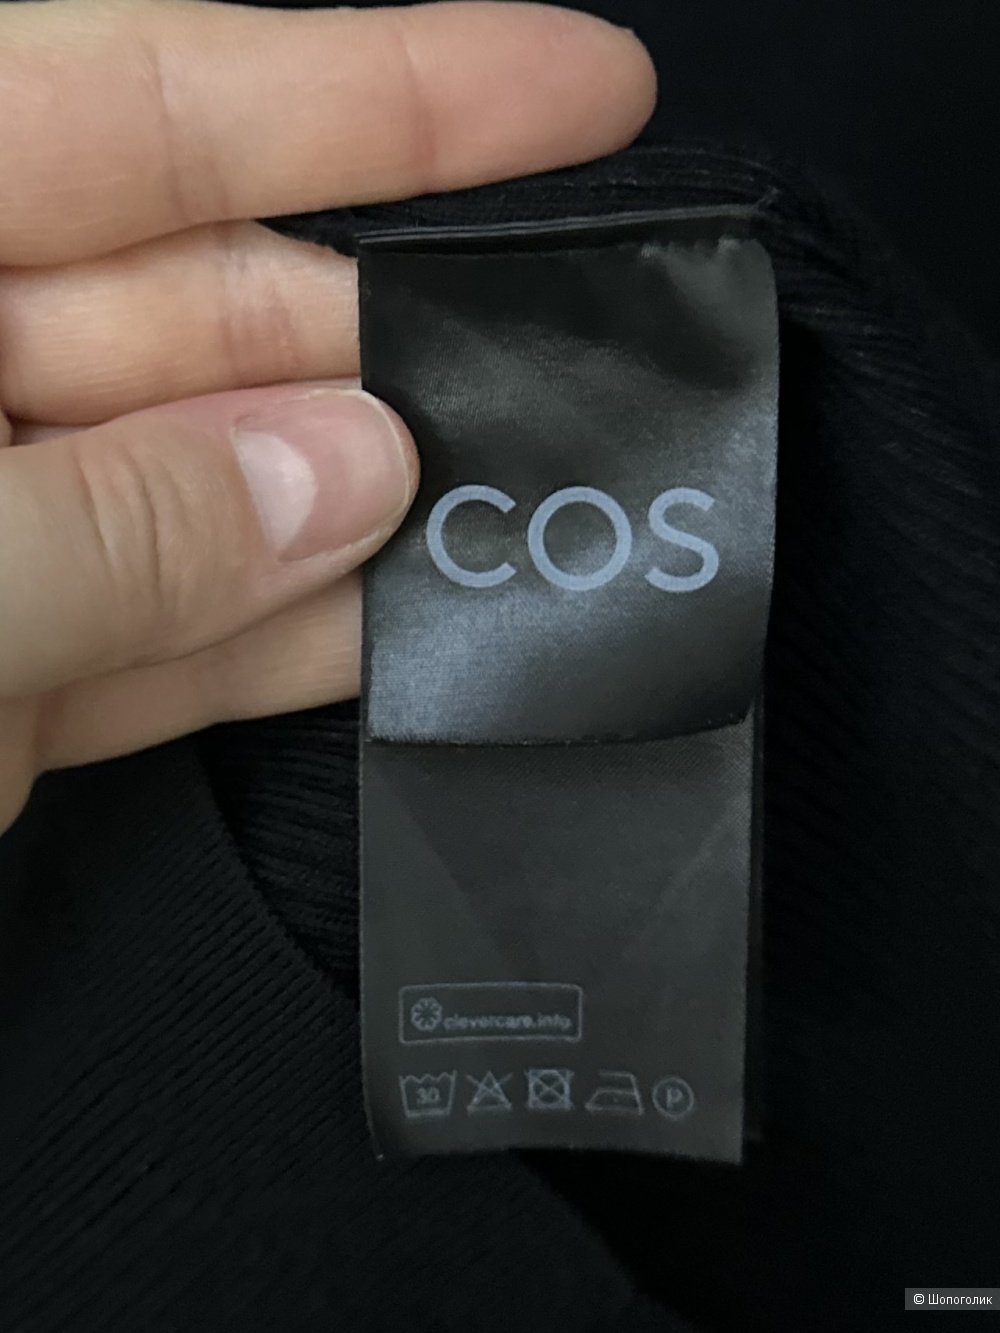 COS
clevercare.info
30
P
© Шопоголик